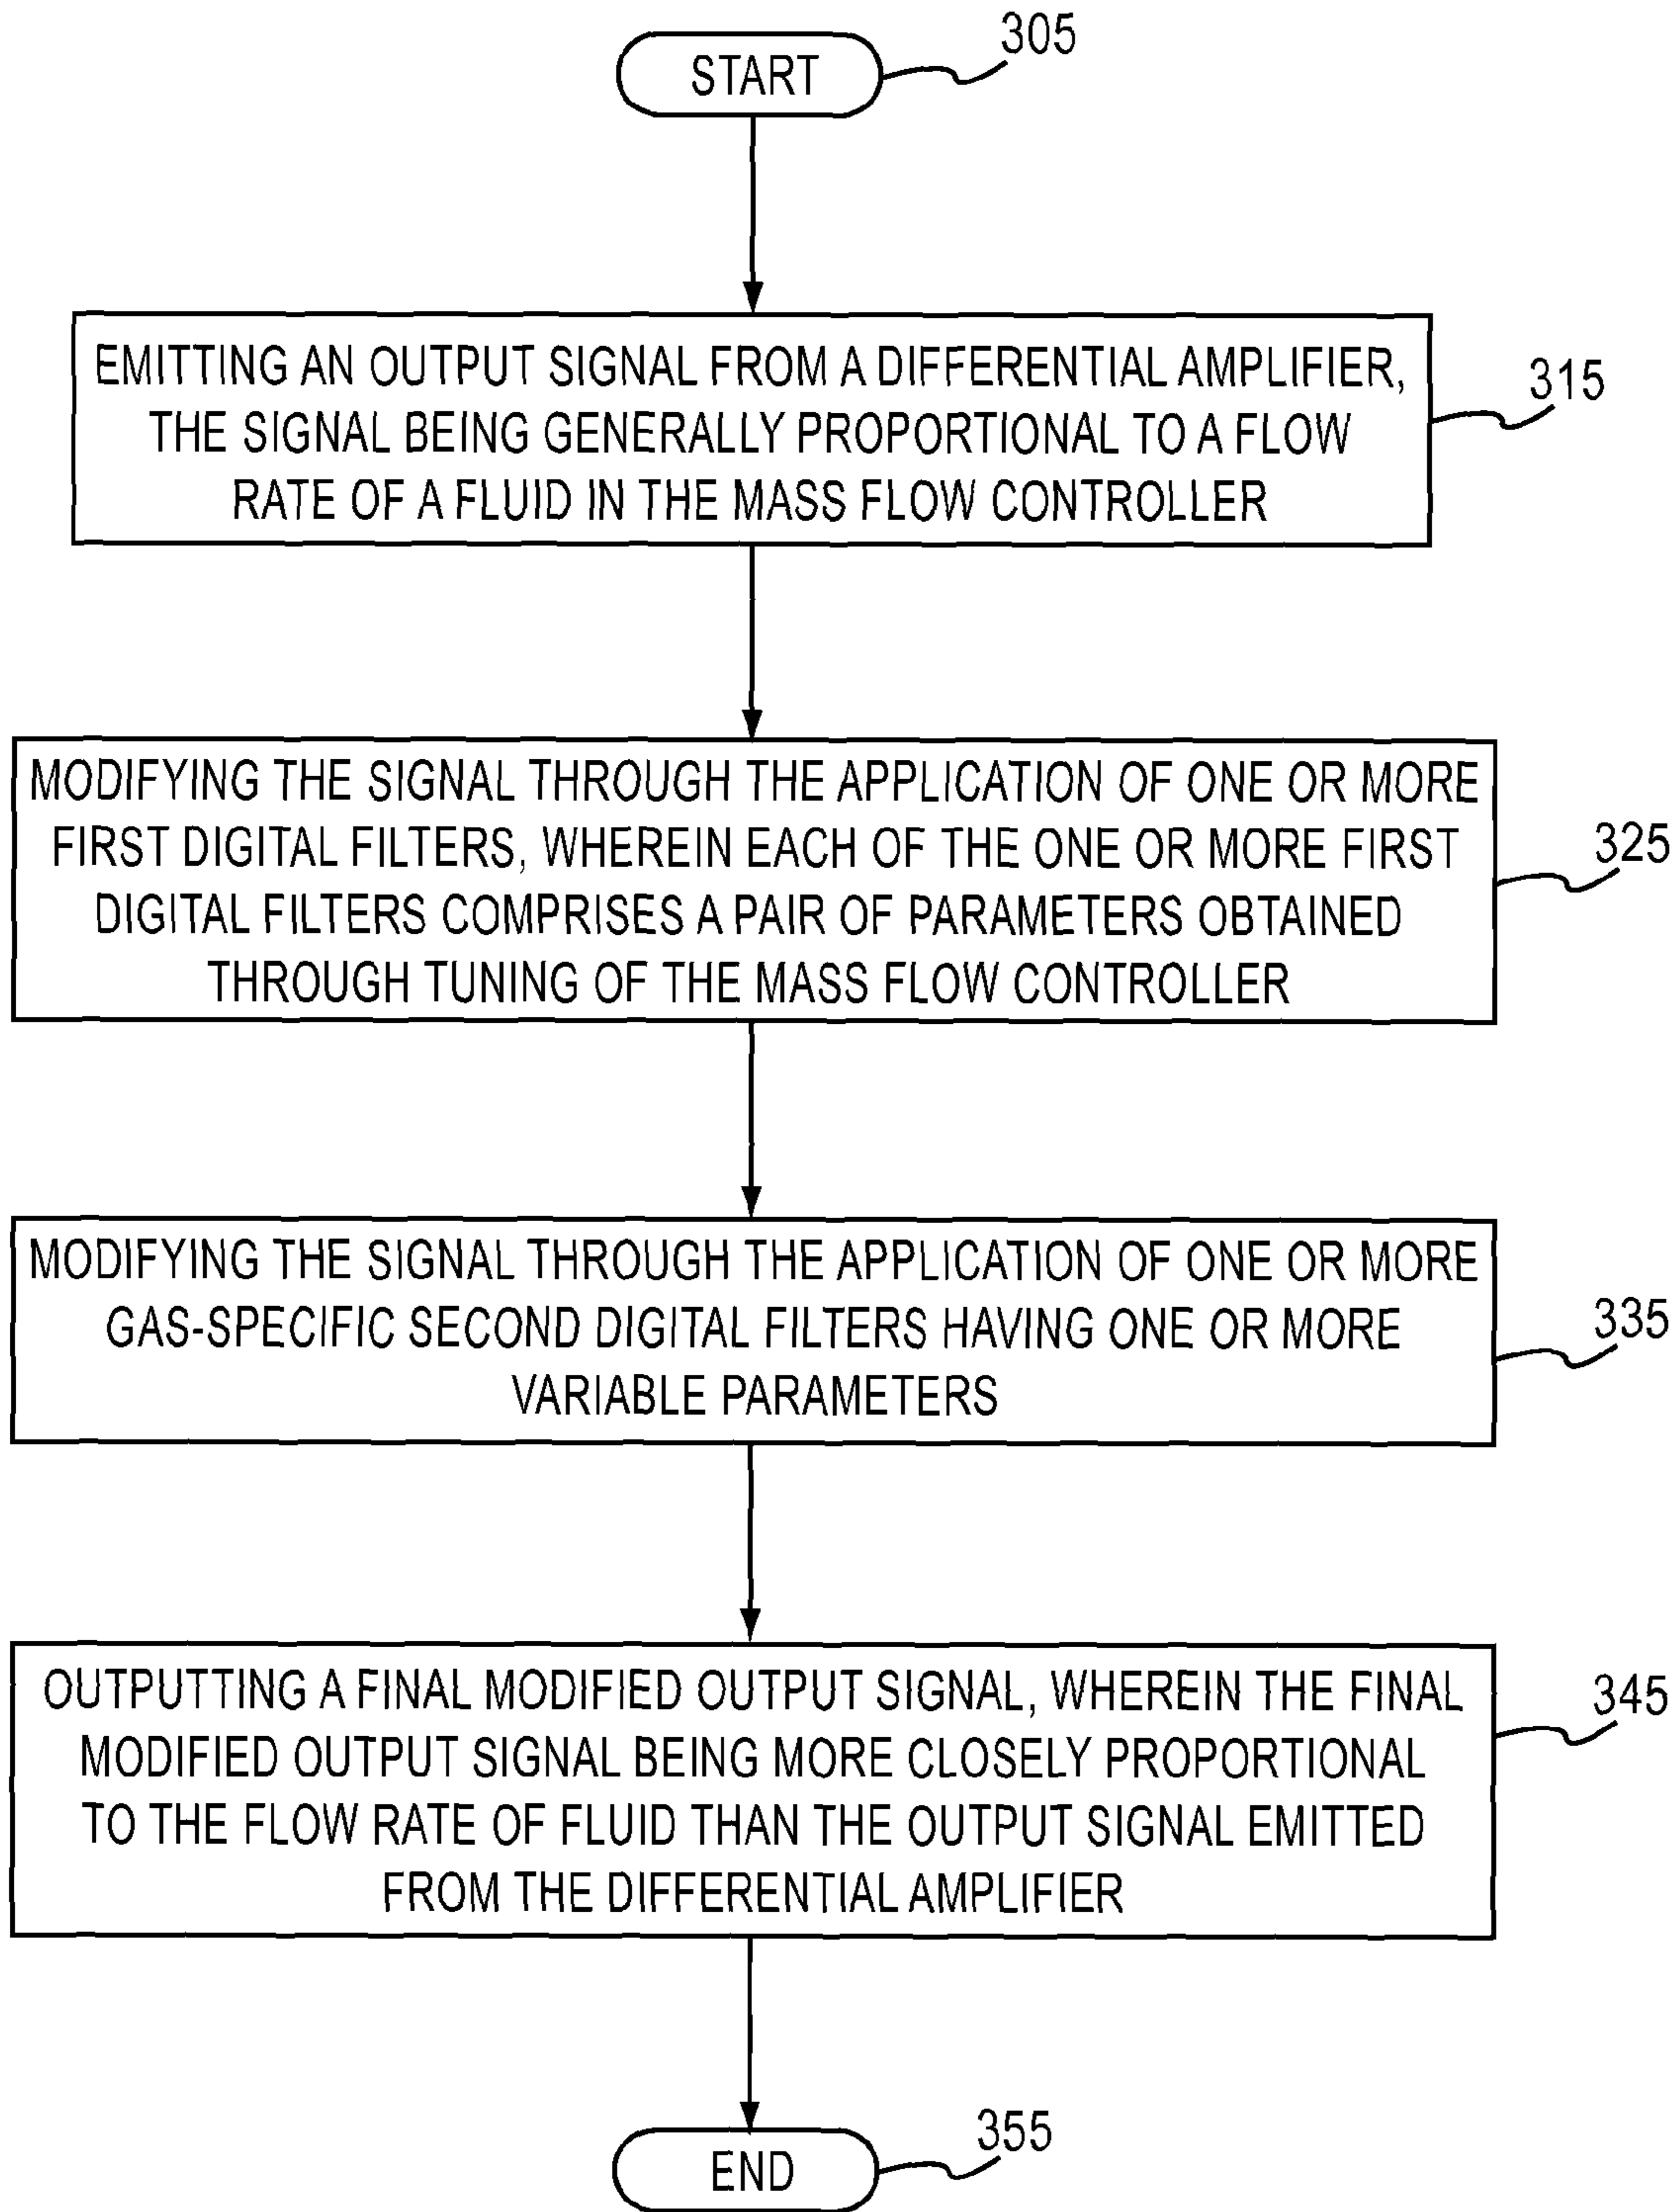 START
305
EMITTING AN OUTPUT SIGNAL FROM A DIFFERENTIAL AMPLIFIER,
THE SIGNAL BEING GENERALLY PROPORTIONAL TO A FLOW
RATE OF A FLUID IN THE MASS FLOW CONTROLLER
315
MODIFYING THE SIGNAL THROUGH THE APPLICATION OF ONE OR MORE
FIRST DIGITAL FILTERS, WHEREIN EACH OF THE ONE OR MORE FIRST
DIGITAL FILTERS COMPRISES A PAIR OF PARAMETERS OBTAINED
THROUGH TUNING OF THE MASS FLOW CONTROLLER
325
MODIFYING THE SIGNAL THROUGH THE APPLICATION OF ONE OR MORE
GAS-SPECIFIC SECOND DIGITAL FILTERS HAVING ONE OR MORE
VARIABLE PARAMETERS
335
OUTPUTTING A FINAL MODIFIED OUTPUT SIGNAL, WHEREIN THE FINAL
MODIFIED OUTPUT SIGNAL BEING MORE CLOSELY PROPORTIONAL
TO THE FLOW RATE OF FLUID THAN THE OUTPUT SIGNAL EMITTED
FROM THE DIFFERENTIAL AMPLIFIER
345
END
355